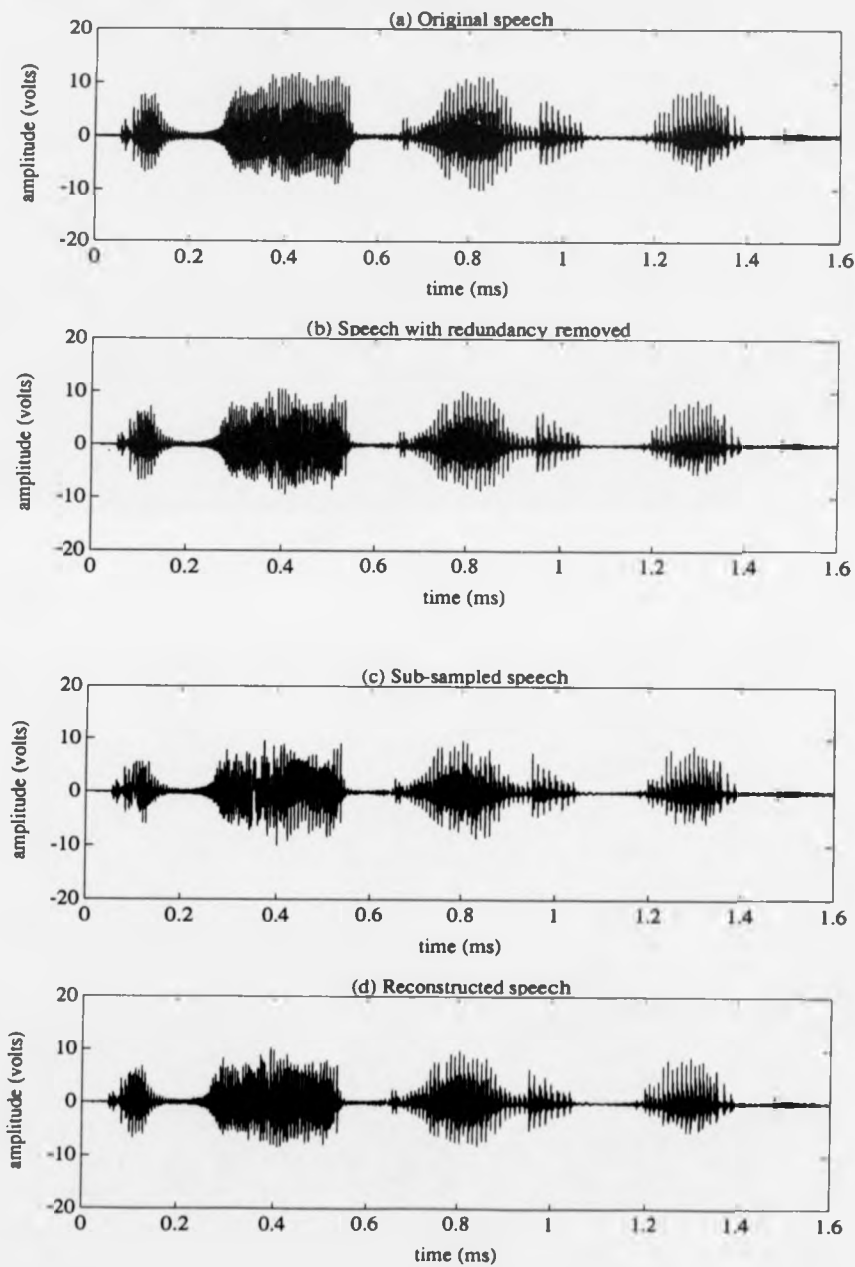 (a) Original speech
20
10
0
-10
-20
amplitude (volts)
0 0.2 0.4 0.6 0.8 1 1.2 1.4 1.6
time (ms)
(b) Speech with redundancy removed
20
10
0
-10
-20
amplitude (volts)
0 0.2 0.4 0.6 0.8 1 1.2 1.4 1.6
time (ms)
(c) Sub-sampled speech
20
10
0
-10
-20
amplitude (volts)
0 0.2 0.4 0.6 0.8 1 1.2 1.4 1.6
time (ms)
(d) Reconstructed speech
20
10
0
-10
-20
amplitude (volts)
0 0.2 0.4 0.6 0.8 1 1.2 1.4 1.6
time (ms)